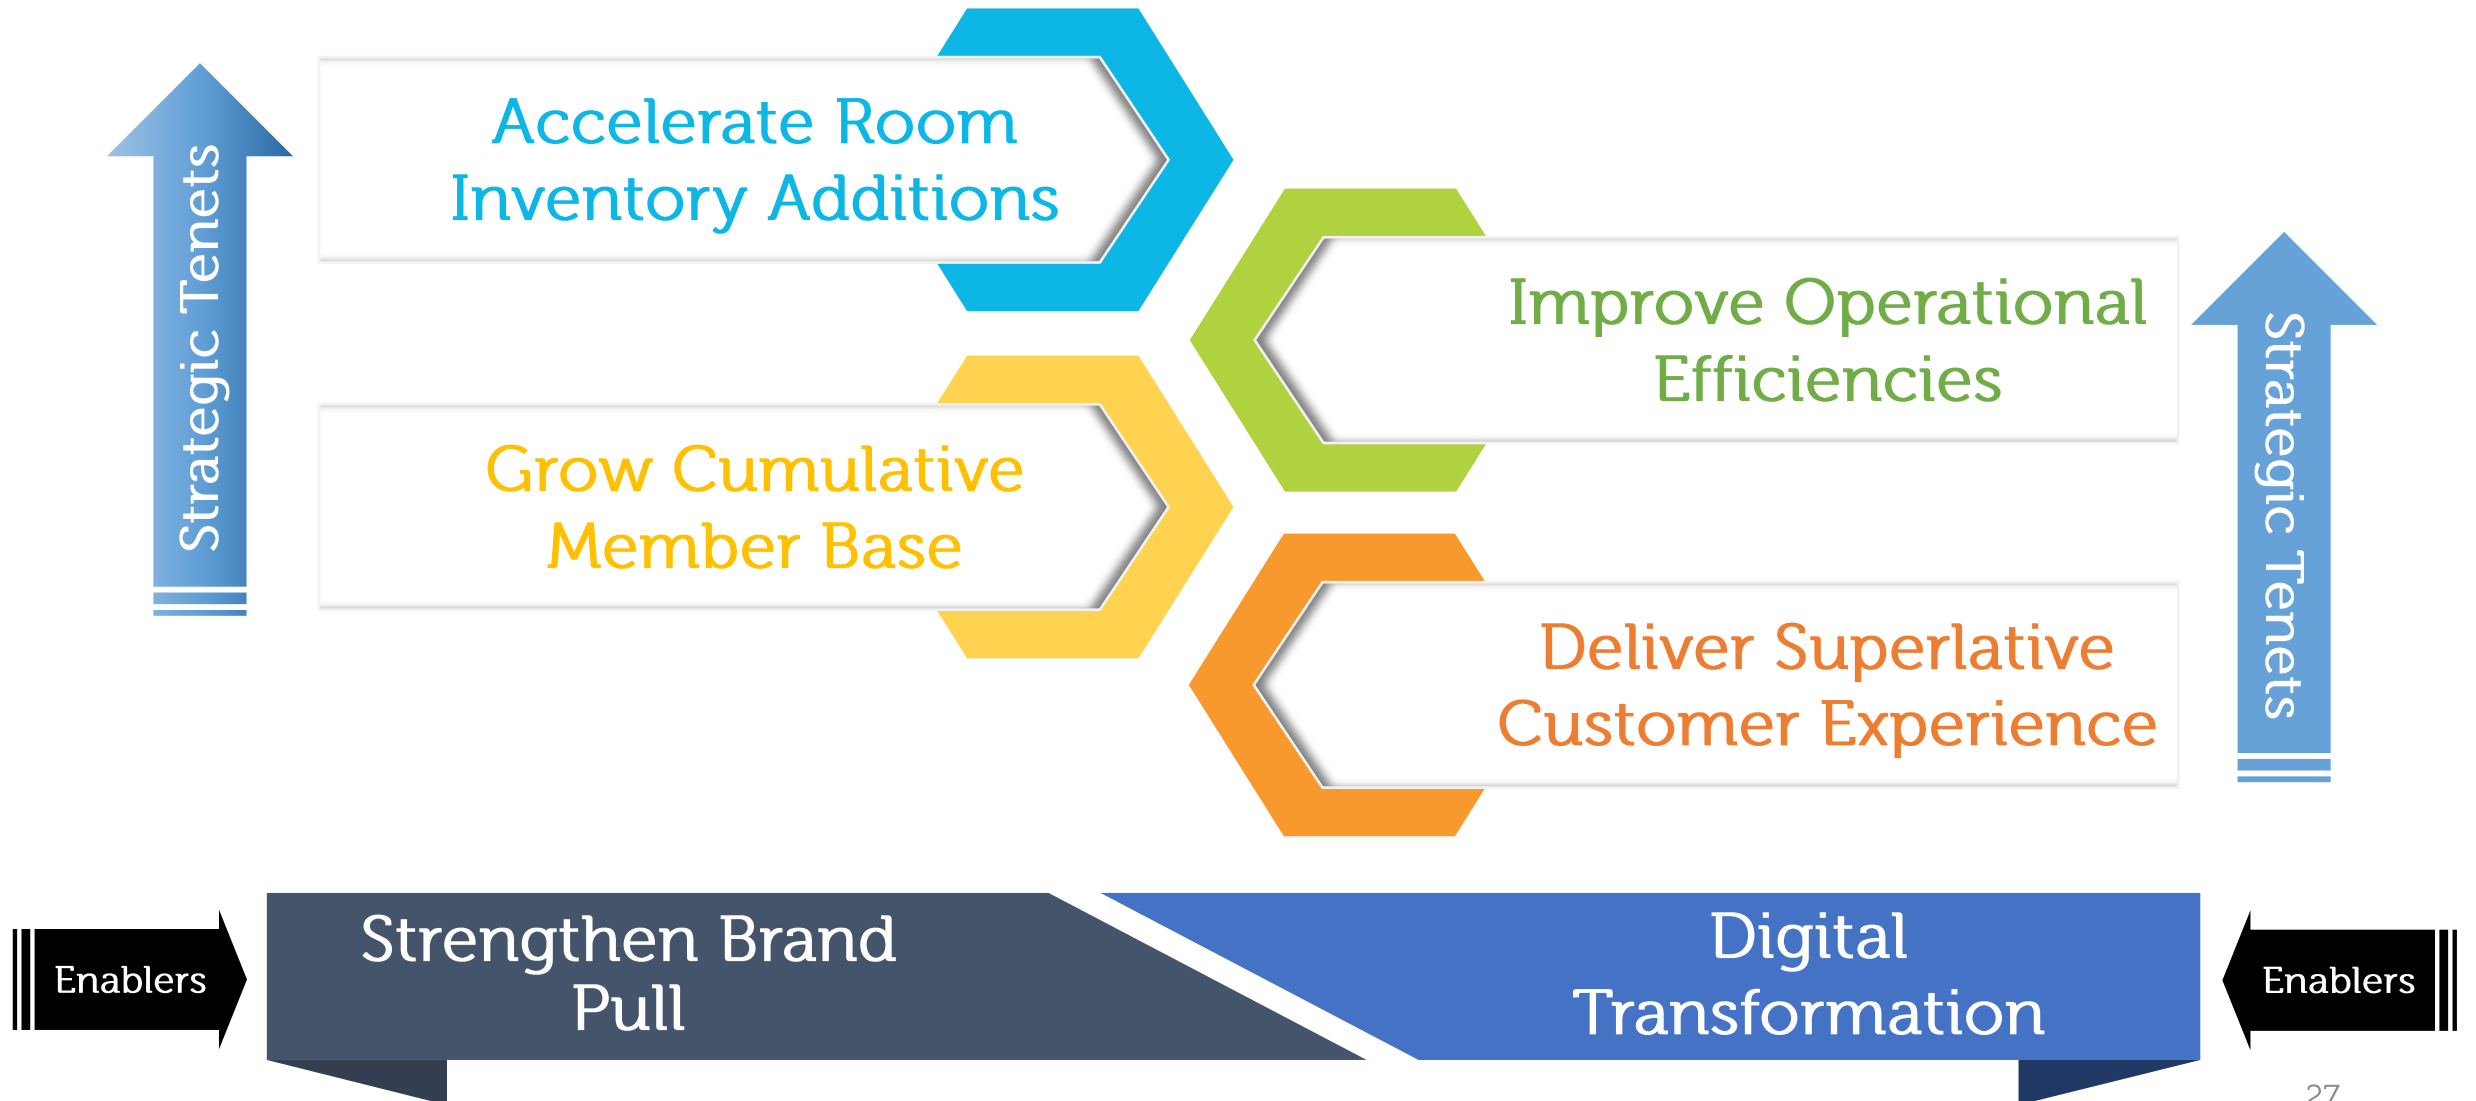 Strategic Tenets
Accelerate Room
Inventory Additions
Improve Operational
Efficiencies
Grow Cumulative
Member Base
Deliver Superlative
Customer Experience
Strategic Tenets
Enablers
Strengthen Brand
Pull
Digital
Transformation
Enablers
27